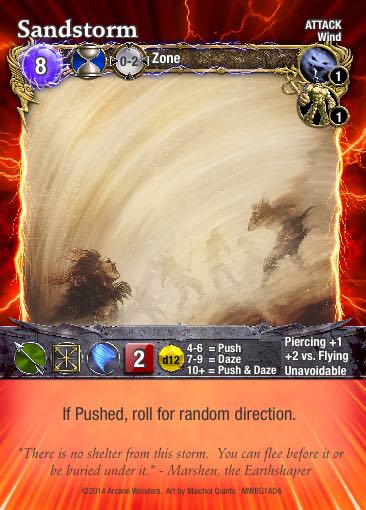 Sandstorm
ATTACK
Wind
8
0-2
Zone
1
1
2
d12
4-6 = Push
7-9 = Daze
10+ = Push & Daze
Piercing +1
+2 vs. Flying
Unavoidable
If Pushed, roll for random direction.
"There is no shelter from this storm. You can flee before it or
be buried under it." - Marshen, the Earthshaper
©2014 Arcane Wonders. Art by Maichol Quinto. MWBG1A04